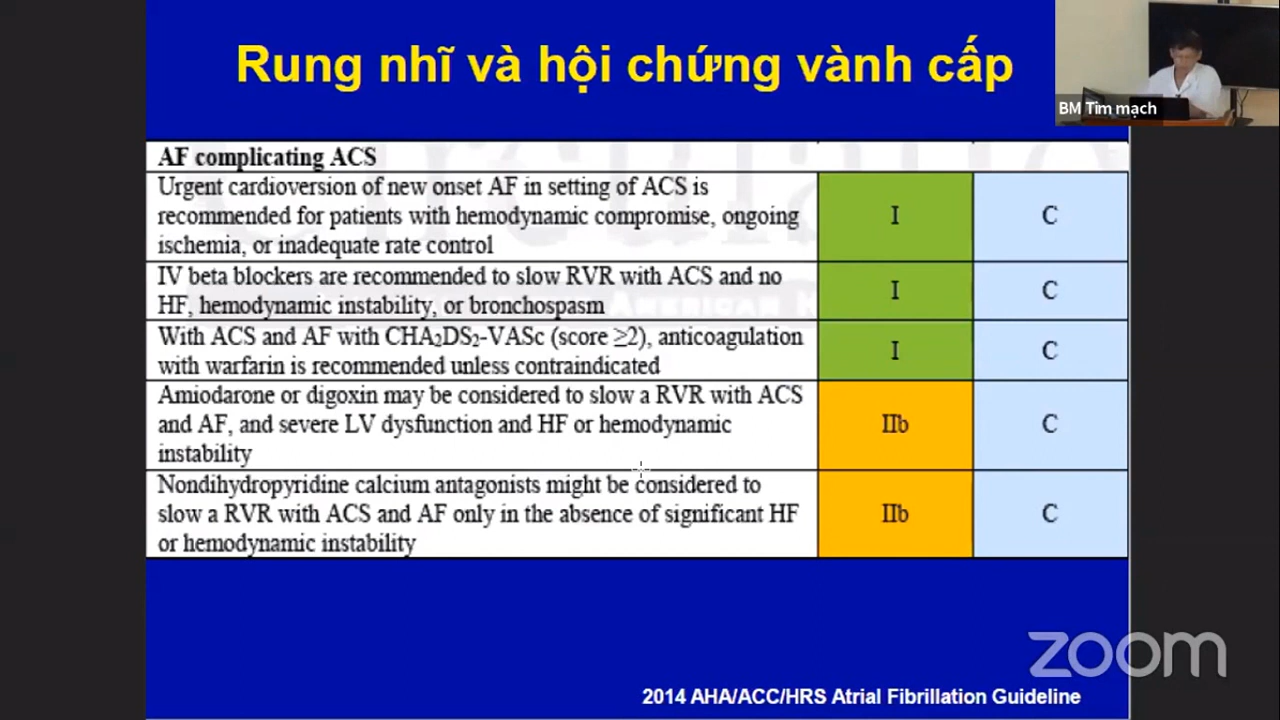 Rung nhĩ và hội chứng vành cấp
BM Tim mạch
AF complicating ACS
Urgent cardioversion of new onset AF in setting of ACS is
recommended for patients with hemodynamic compromise, ongoing
ischemia, or inadequate rate control
I
C
IV beta blockers are recommended to slow RVR with ACS and no
HF, hemodynamic instability, or bronchospasm
I
C
With ACS and AF with CHA₂DS₂-VASc (score ≥2), anticoagulation
with warfarin is recommended unless contraindicated
I
C
Amiodarone or digoxin may be considered to slow a RVR with ACS
and AF, and severe LV dysfunction and HF or hemodynamic
instability
IIb
C
Nondihydropyridine calcium antagonists might be considered to
slow a RVR with ACS and AF only in the absence of significant HF
or hemodynamic instability
IIb
C
zoom
2014 AHA/ACC/HRS Atrial Fibrillation Guideline